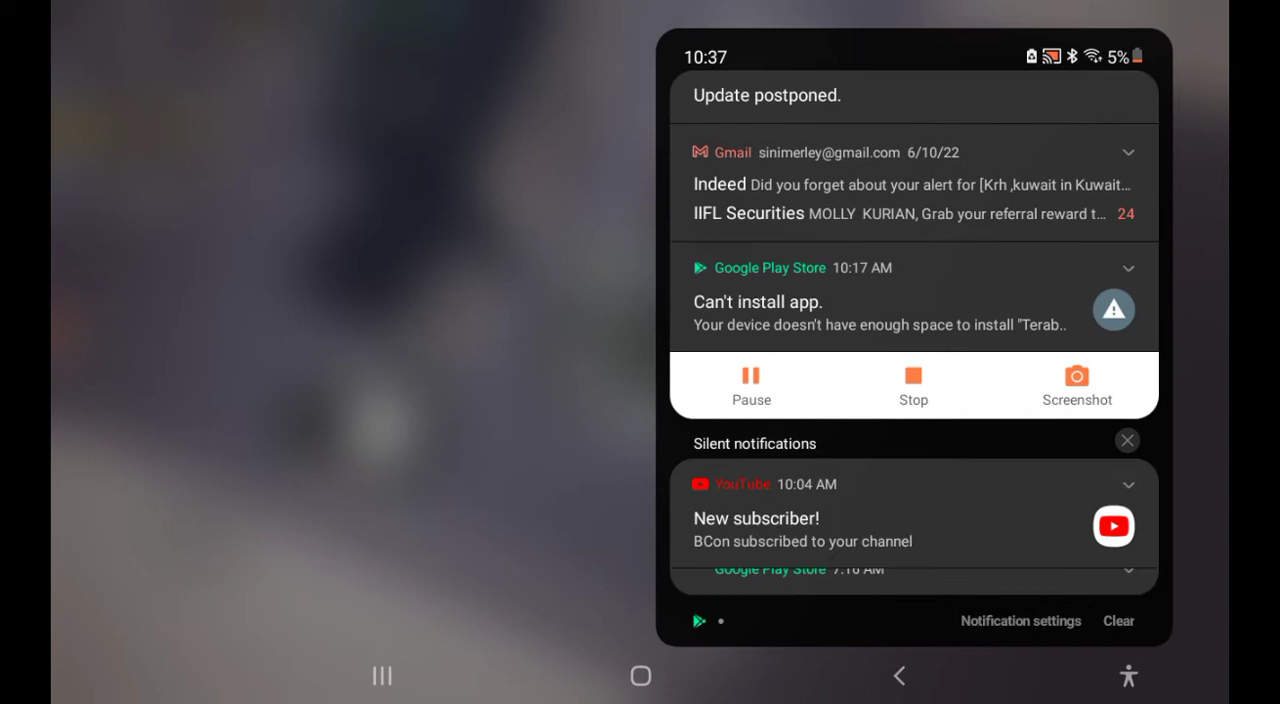 10:37
5%
Update postponed.
Gmail sinimerley@gmail.com 6/10/22
Indeed Did you forget about your alert for [Krh ,kuwait in Kuwait…
IIFL Securities MOLLY KURIAN, Grab your referral reward t… 24
Google Play Store 10:17 AM
Can't install app.
Your device doesn't have enough space to install "Terab..
Pause
Stop
Screenshot
Silent notifications
YouTube 10:04 AM
New subscriber!
BCon subscribed to your channel
Google Play Store 7:16 AM
Notification settings
Clear